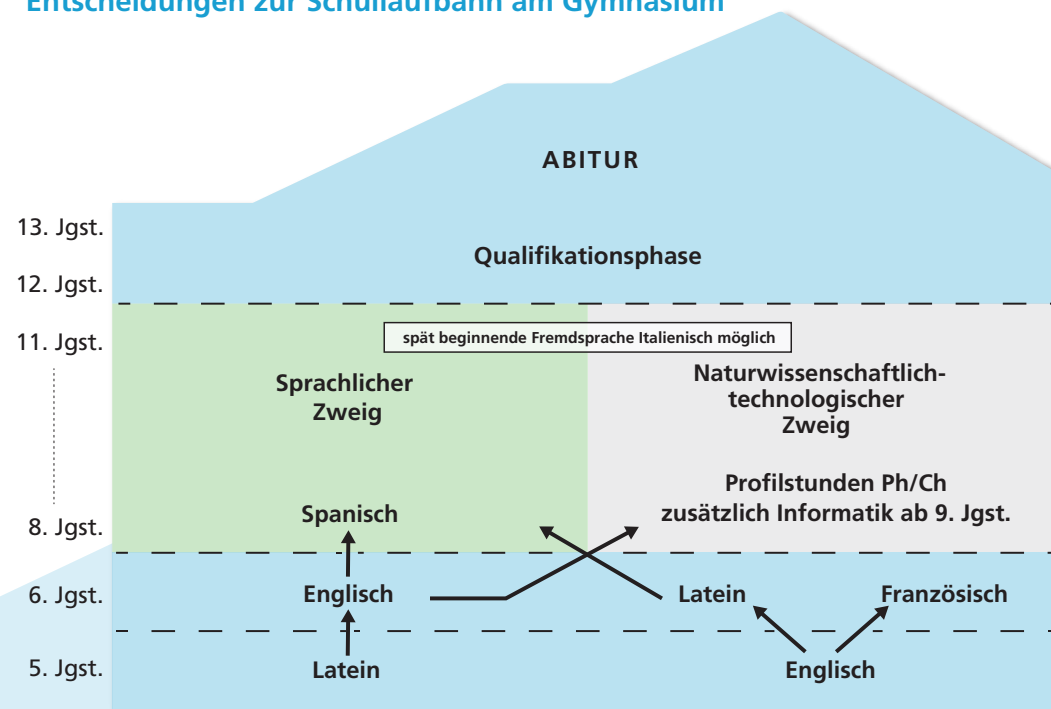 Entscheidungen zur Schullaufbahn am Gymnasium
ABITUR
13. Jgst.
Qualifikationsphase
12. Jgst.
11. Jgst.
spät beginnende Fremdsprache Italienisch möglich
Sprachlicher
Zweig
Naturwissenschaftlich-
technologischer
Zweig
Profilstunden Ph/Ch
zusätzlich Informatik ab 9. Jgst.
8. Jgst.
Spanisch
6. Jgst.
Englisch
Latein
Französisch
5. Jgst.
Latein
Englisch